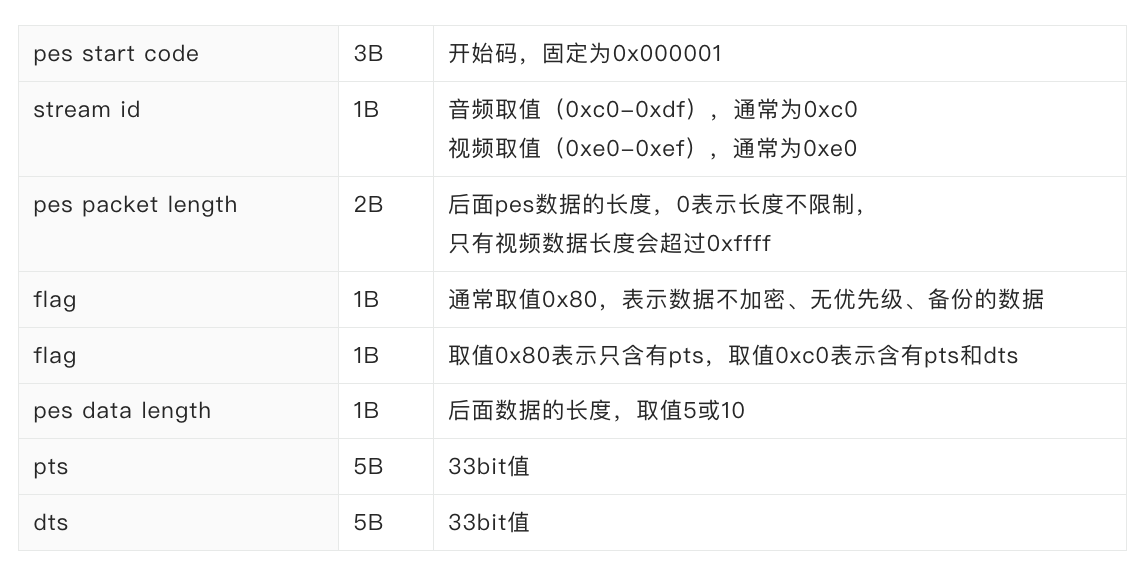 pes start code 3B 开始码，固定为0x000001
stream id 1B 音频取值（0xc0-0xdf），通常为0xc0
视频取值（0xe0-0xef），通常为0xe0
pes packet length 2B 后面pes数据的长度，0表示长度不限制，
只有视频数据长度会超过0xffff
flag 1B 通常取值0x80，表示数据不加密、无优先级、备份的数据
flag 1B 取值0x80表示只含有pts，取值0xc0表示含有pts和dts
pes data length 1B 后面数据的长度，取值5或10
pts 5B 33bit值
dts 5B 33bit值